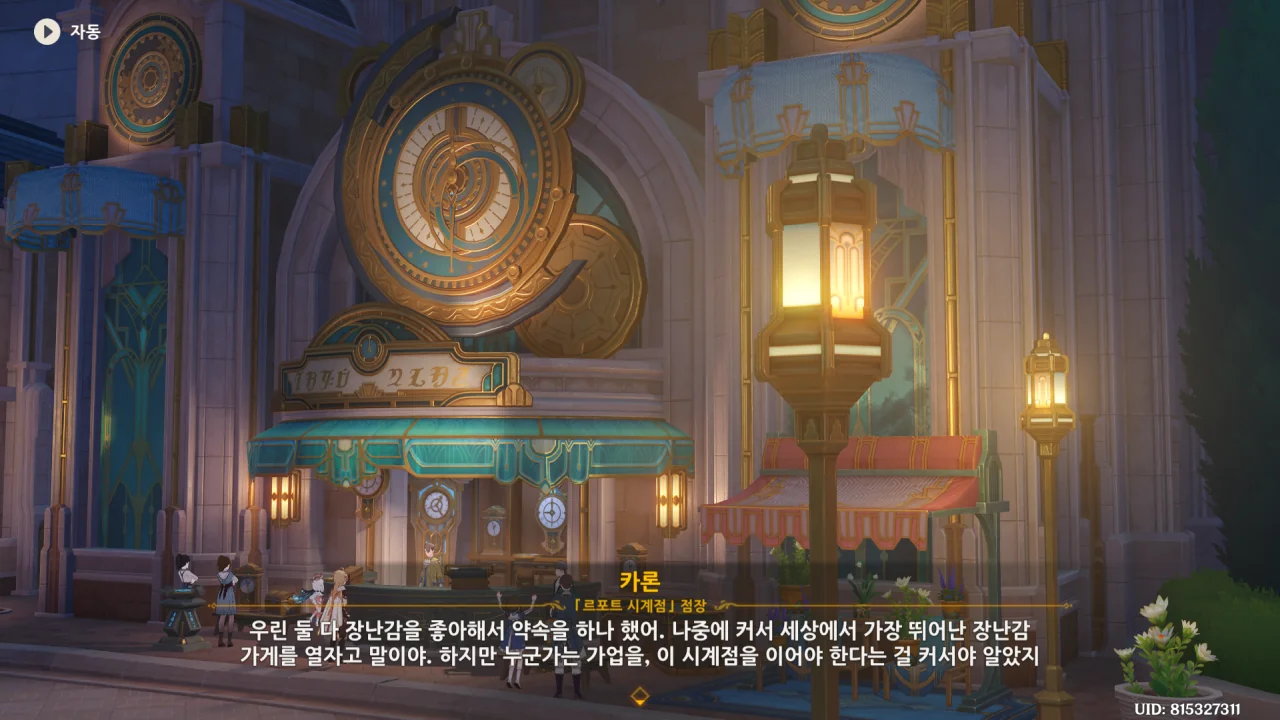 자동
카론
「르포트 시계점」 점장
우린 둘 다 장난감을 좋아해서 약속을 하나 했어. 나중에 커서 세상에서 가장 뛰어난 장난감
가게를 열자고 말이야. 하지만 누군가는 가업을, 이 시계점을 이어야 한다는 걸 커서야 알았지
UID: 815327311